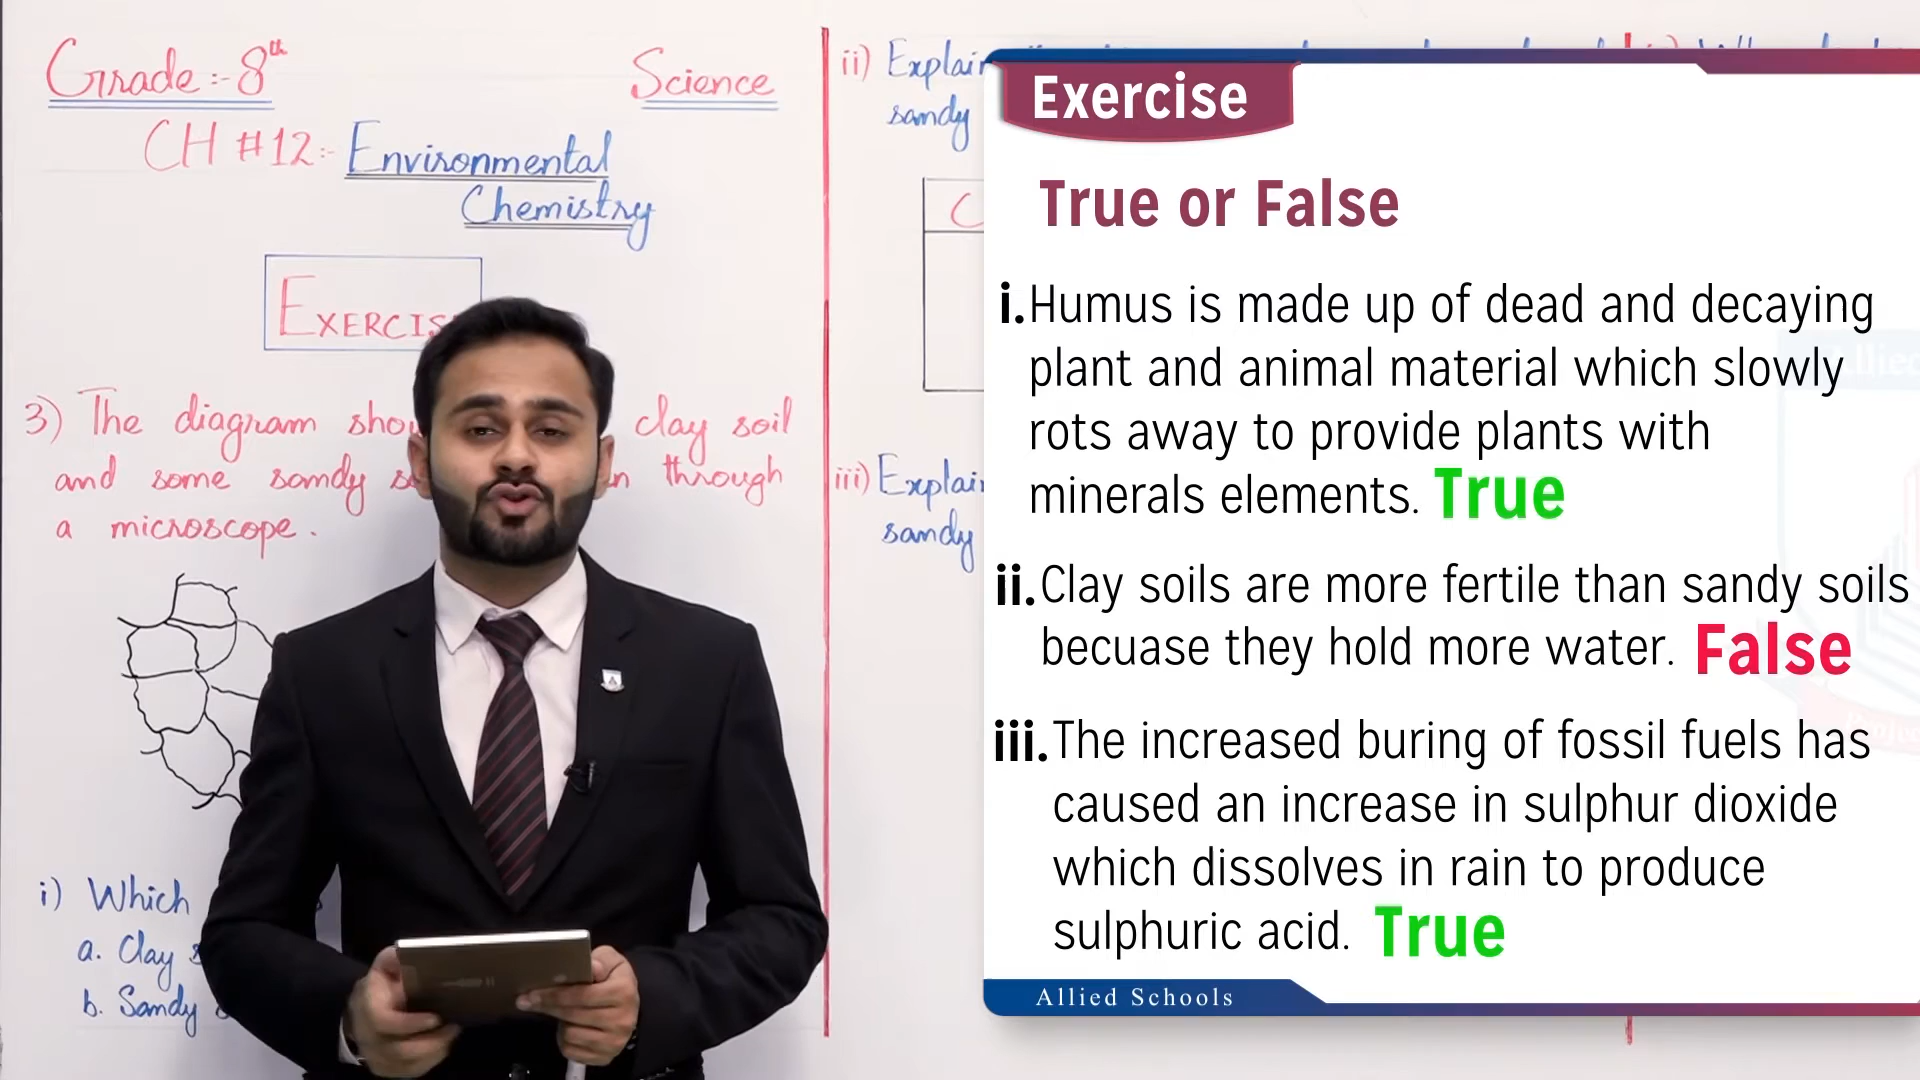 Grade:- 8th
Science
CH #12:- Environmental
Chemistry
EXERCIS
3) The diagram sho clay soil
and some sandy s n through
a microscope.
i) Which
a. Clay s
b. Sandy
ii) Explain
sandy
C
iii) Explain
sandy
Exercise
True or False
i. Humus is made up of dead and decaying
plant and animal material which slowly
rots away to provide plants with
minerals elements. True
ii. Clay soils are more fertile than sandy soils
becuase they hold more water. False
iii. The increased buring of fossil fuels has
caused an increase in sulphur dioxide
which dissolves in rain to produce
sulphuric acid. True
Allied Schools